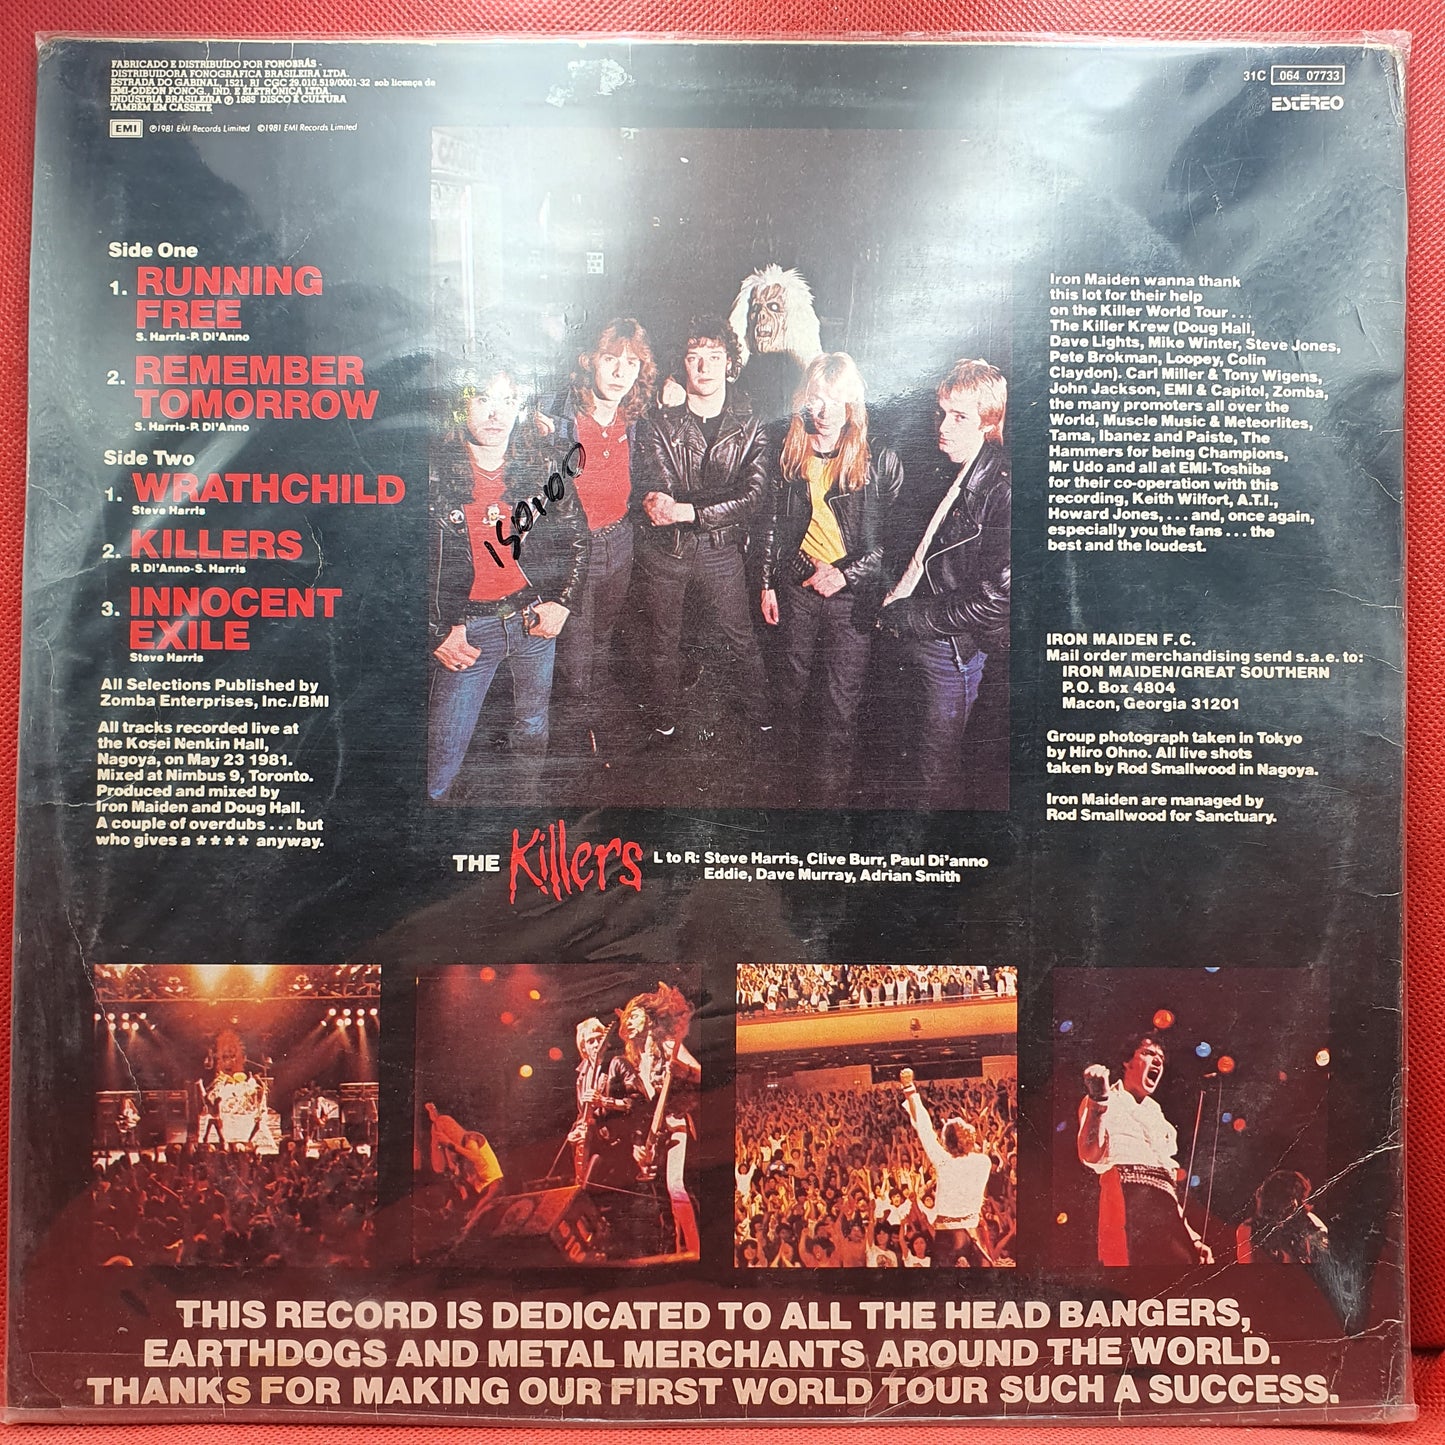 FABRICADO E DISTRIBUÍDO POR FONOBRÁS -
DISTRIBUIDORA FONOGRAFICA BRASILEIRA LTDA.
ESTRADA DO GABINAL, 1521, RJ CGC 29.010.519/0001-32 sob licença de
EMI-ODEON FONOG., IND. E ELETRÔNICA LTDA.
INDÚSTRIA BRASILEIRA ℗ 1985 DISCO É CULTURA
TAMBÉM EM CASSETE
EMI ℗1981 EMI Records Limited ©1981 EMI Records Limited
31C 064 07733
ESTÉREO
Side One
1. RUNNING
FREE
S. Harris-P. Di'Anno
2. REMEMBER
TOMORROW
S. Harris-P. Di'Anno
Side Two
1. WRATHCHILD
Steve Harris
2. KILLERS
P. Di'Anno-S. Harris
3. INNOCENT
EXILE
Steve Harris
All Selections Published by
Zomba Enterprises, Inc./BMI
All tracks recorded live at
the Kosei Nenkin Hall,
Nagoya, on May 23 1981.
Mixed at Nimbus 9, Toronto.
Produced and mixed by
Iron Maiden and Doug Hall.
A couple of overdubs . . . but
who gives a **** anyway.
150,00
THE Killers L to R: Steve Harris, Clive Burr, Paul Di'anno
Eddie, Dave Murray, Adrian Smith
Iron Maiden wanna thank
this lot for their help
on the Killer World Tour . . .
The Killer Krew (Doug Hall,
Dave Lights, Mike Winter, Steve Jones,
Pete Brokman, Loopey, Colin
Claydon). Carl Miller & Tony Wigens,
John Jackson, EMI & Capitol, Zomba,
the many promoters all over the
World, Muscle Music & Meteorlites,
Tama, Ibanez and Paiste, The
Hammers for being Champions,
Mr Udo and all at EMI-Toshiba
for their co-operation with this
recording, Keith Wilfort, A.T.I.,
Howard Jones, . . . and, once again,
especially you the fans . . . the
best and the loudest.
IRON MAIDEN F.C.
Mail order merchandising send s.a.e. to:
IRON MAIDEN/GREAT SOUTHERN
P.O. Box 4804
Macon, Georgia 31201
Group photograph taken in Tokyo
by Hiro Ohno. All live shots
taken by Rod Smallwood in Nagoya.
Iron Maiden are managed by
Rod Smallwood for Sanctuary.
THIS RECORD IS DEDICATED TO ALL THE HEAD BANGERS,
EARTHDOGS AND METAL MERCHANTS AROUND THE WORLD.
THANKS FOR MAKING OUR FIRST WORLD TOUR SUCH A SUCCESS.